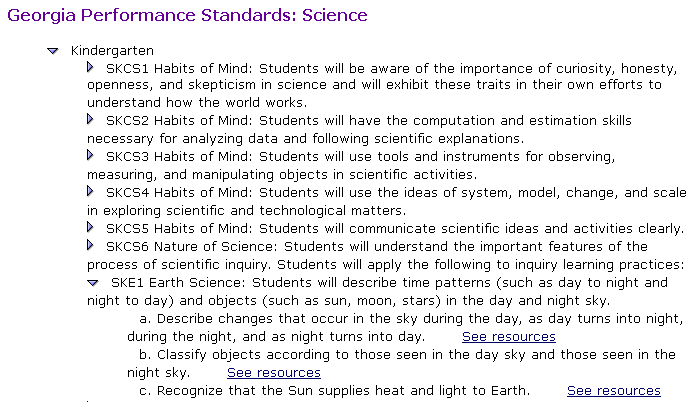 Georgia Performance Standards: Science
Kindergarten
SKCS1 Habits of Mind: Students will be aware of the importance of curiosity, honesty,
openness, and skepticism in science and will exhibit these traits in their own efforts to
understand how the world works.
SKCS2 Habits of Mind: Students will have the computation and estimation skills
necessary for analyzing data and following scientific explanations.
SKCS3 Habits of Mind: Students will use tools and instruments for observing,
measuring, and manipulating objects in scientific activities.
SKCS4 Habits of Mind: Students will use the ideas of system, model, change, and scale
in exploring scientific and technological matters.
SKCS5 Habits of Mind: Students will communicate scientific ideas and activities clearly.
SKCS6 Nature of Science: Students will understand the important features of the
process of scientific inquiry. Students will apply the following to inquiry learning practices:
SKE1 Earth Science: Students will describe time patterns (such as day to night and
night to day) and objects (such as sun, moon, stars) in the day and night sky.
a. Describe changes that occur in the sky during the day, as day turns into night,
during the night, and as night turns into day. See resources
b. Classify objects according to those seen in the day sky and those seen in the
night sky. See resources
c. Recognize that the Sun supplies heat and light to Earth. See resources